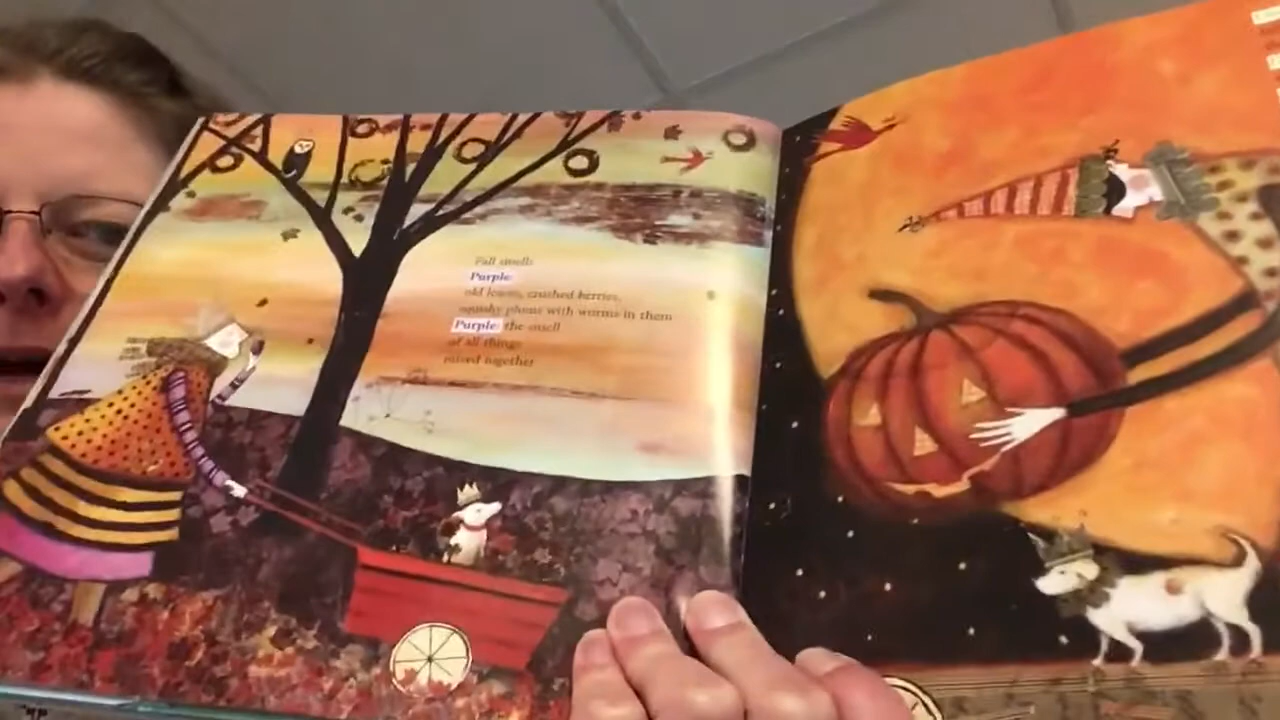 Fall smells
Purple:
old leaves, crushed berries,
squishy plums with worms in them
Purple: the smell
of all things
mixed together